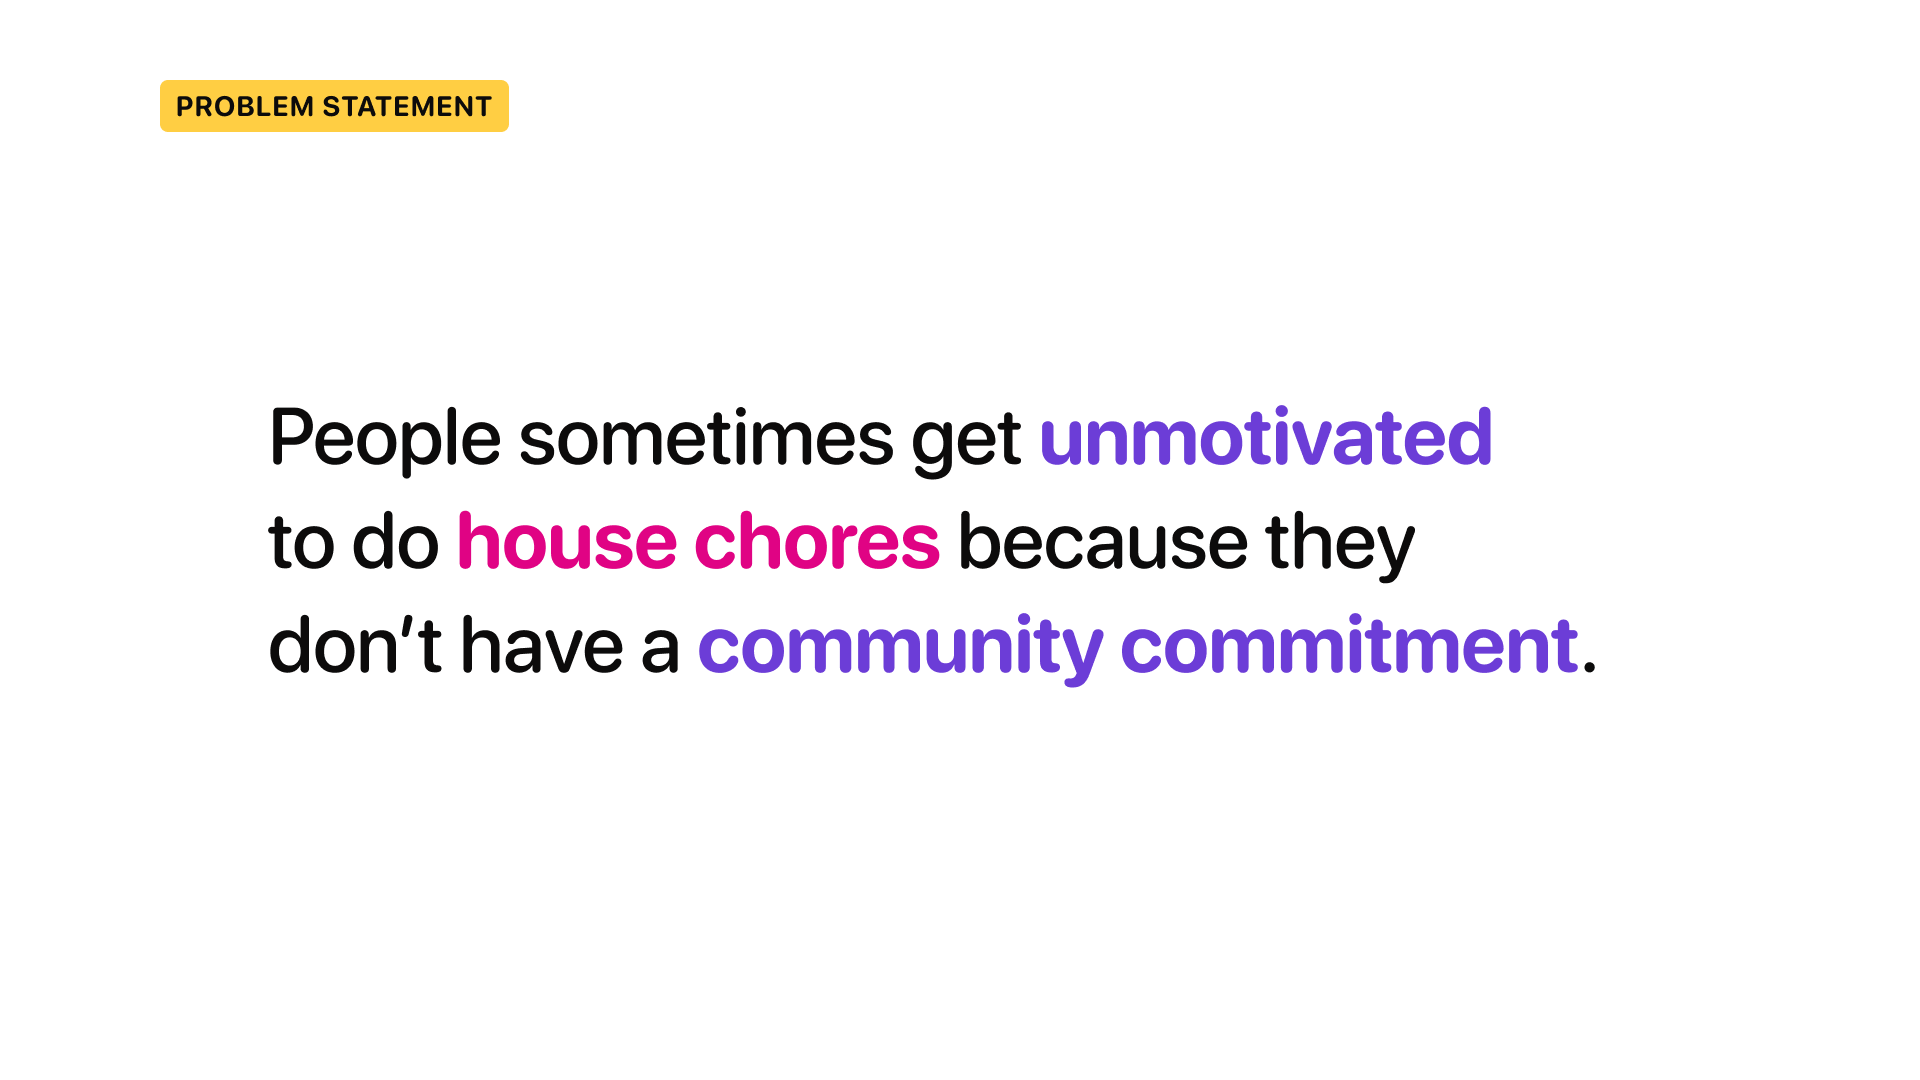 PROBLEM STATEMENT
People sometimes get unmotivated
to do house chores because they
don’t have a community commitment.